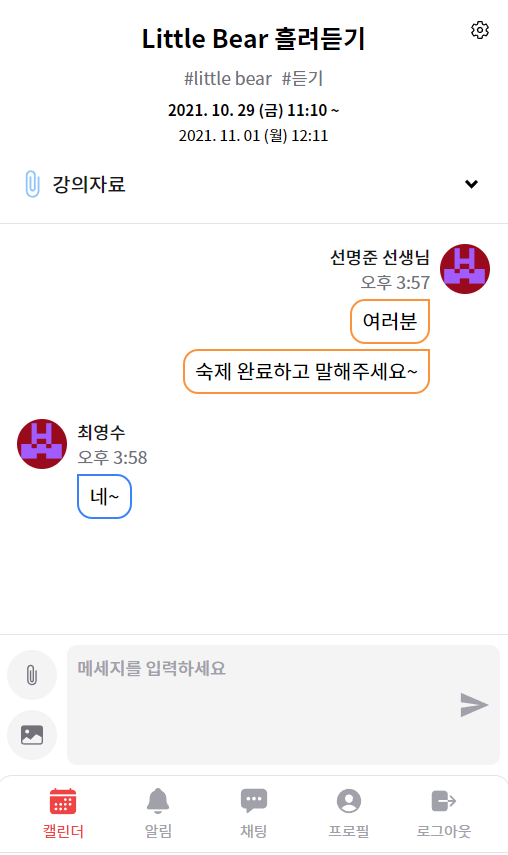 Little Bear 흘려듣기
#little bear #듣기
2021. 10. 29 (금) 11:10 ~
2021. 11. 01 (월) 12:11
강의자료
선명준 선생님
오후 3:57
여러분
숙제 완료하고 말해주세요~
최영수
오후 3:58
네~
메세지를 입력하세요
캘린더 알림 채팅 프로필 로그아웃